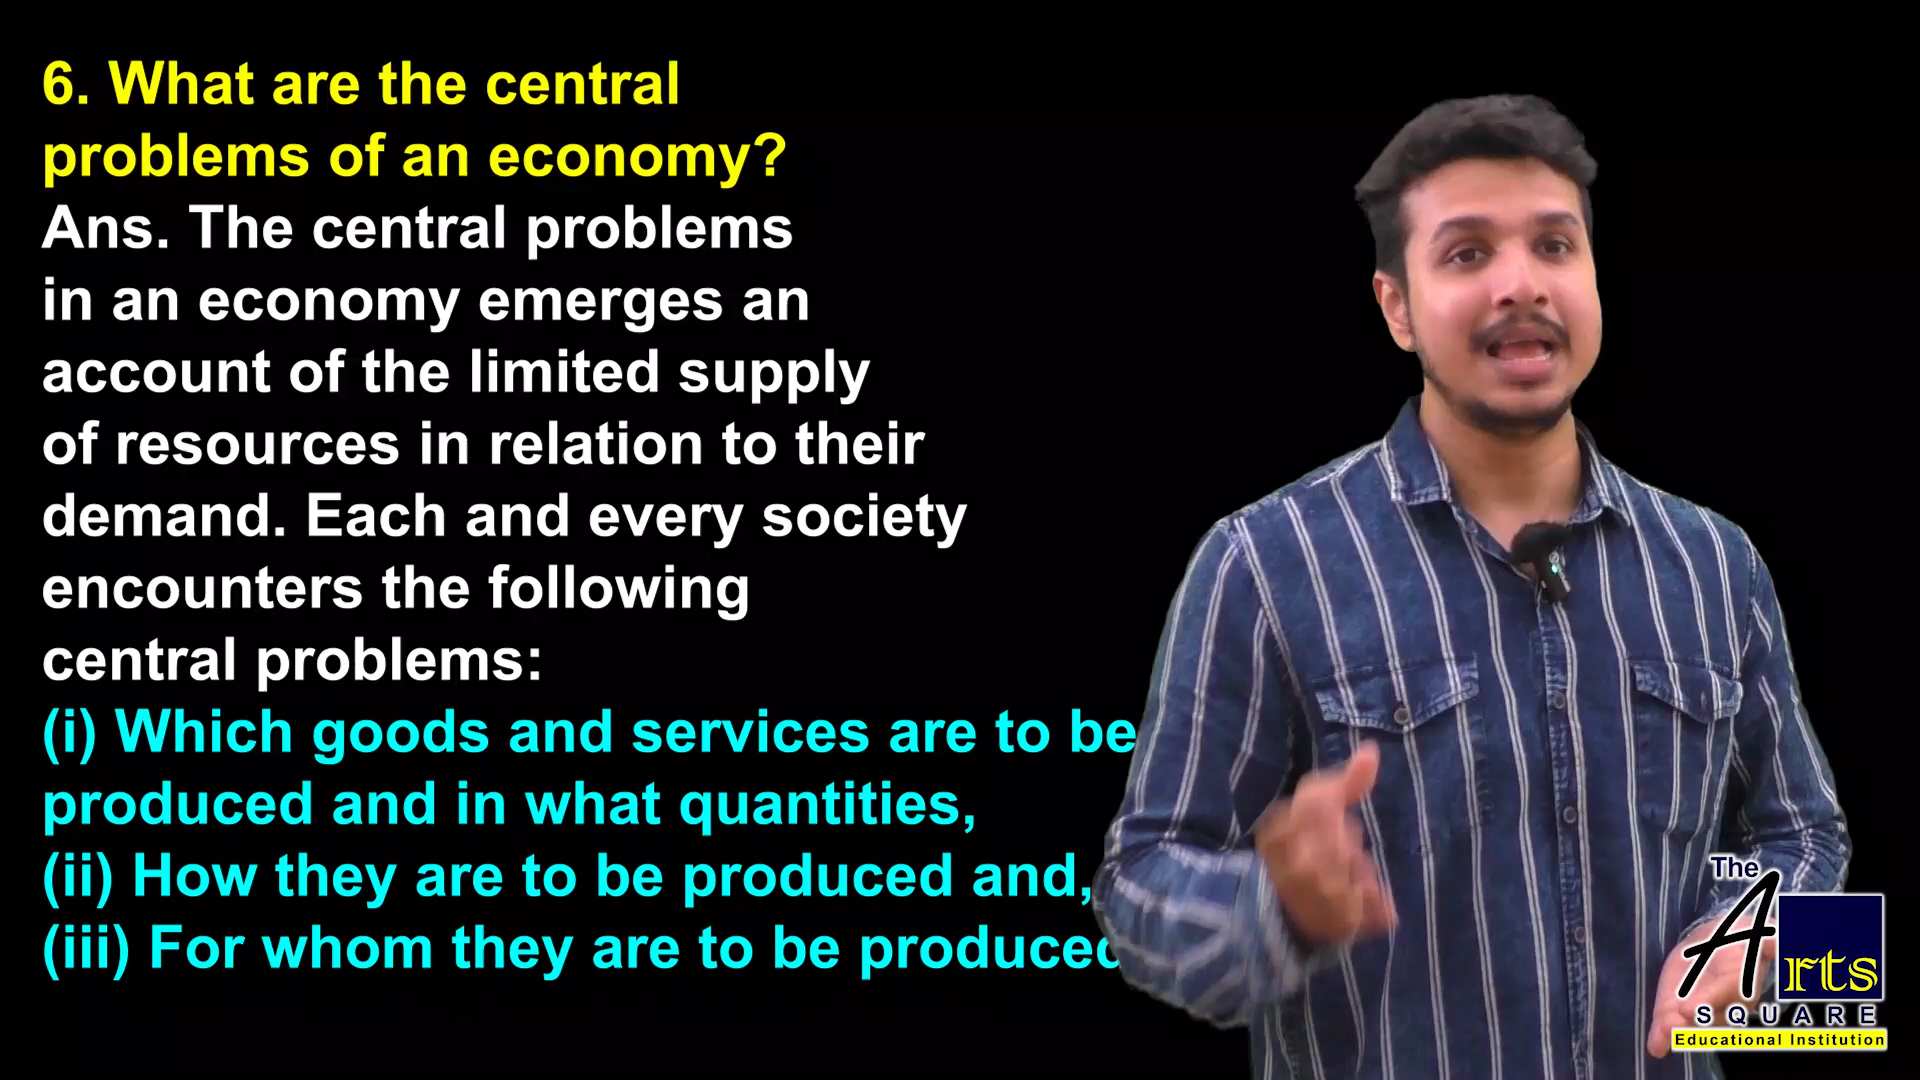 6. What are the central
problems of an economy?
Ans. The central problems
in an economy emerges an
account of the limited supply
of resources in relation to their
demand. Each and every society
encounters the following
central problems:
(i) Which goods and services are to be
produced and in what quantities,
(ii) How they are to be produced and,
(iii) For whom they are to be produced
The
Arts
SQUARE
Educational Institution